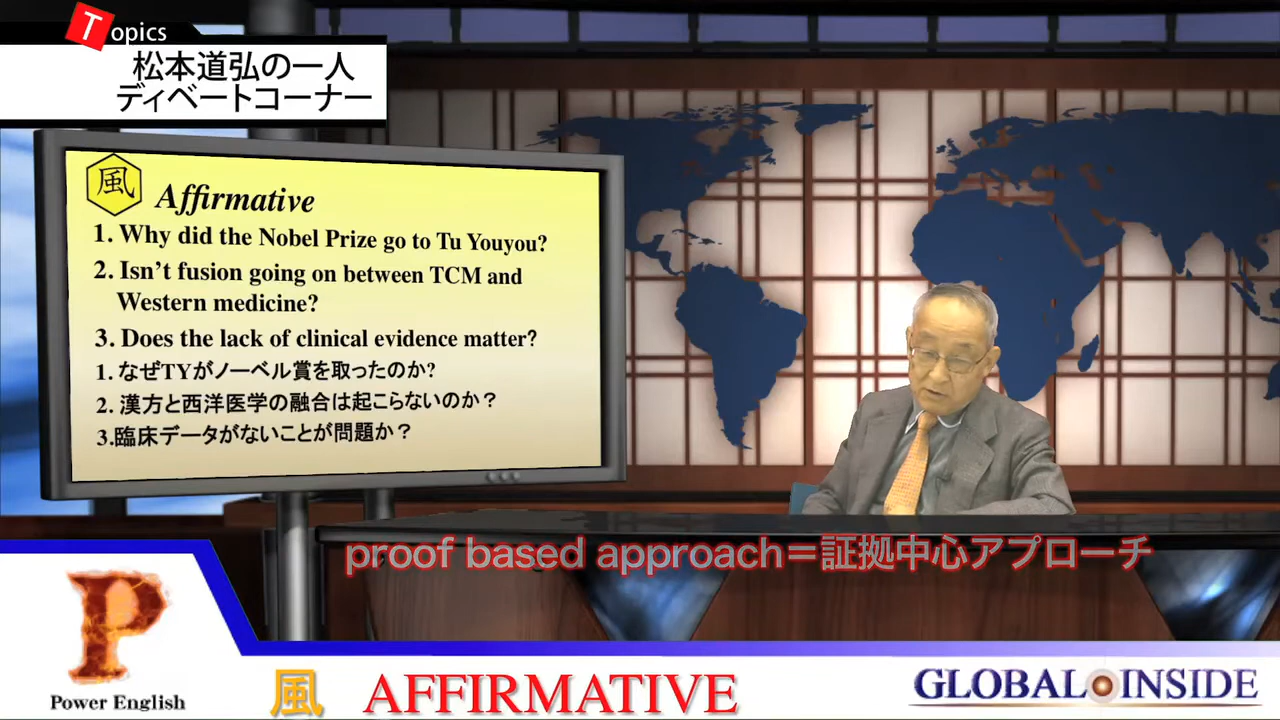 Topics
松本道弘の一人
ディベートコーナー
風
Affirmative
1. Why did the Nobel Prize go to Tu Youyou?
2. Isn't fusion going on between TCM and
Western medicine?
3. Does the lack of clinical evidence matter?
1. なぜTYがノーベル賞を取ったのか?
2. 漢方と西洋医学の融合は起こらないのか？
3.臨床データがないことが問題か？
proof based approach＝証拠中心アプローチ
P
Power English
風 AFFIRMATIVE
GLOBAL INSIDE